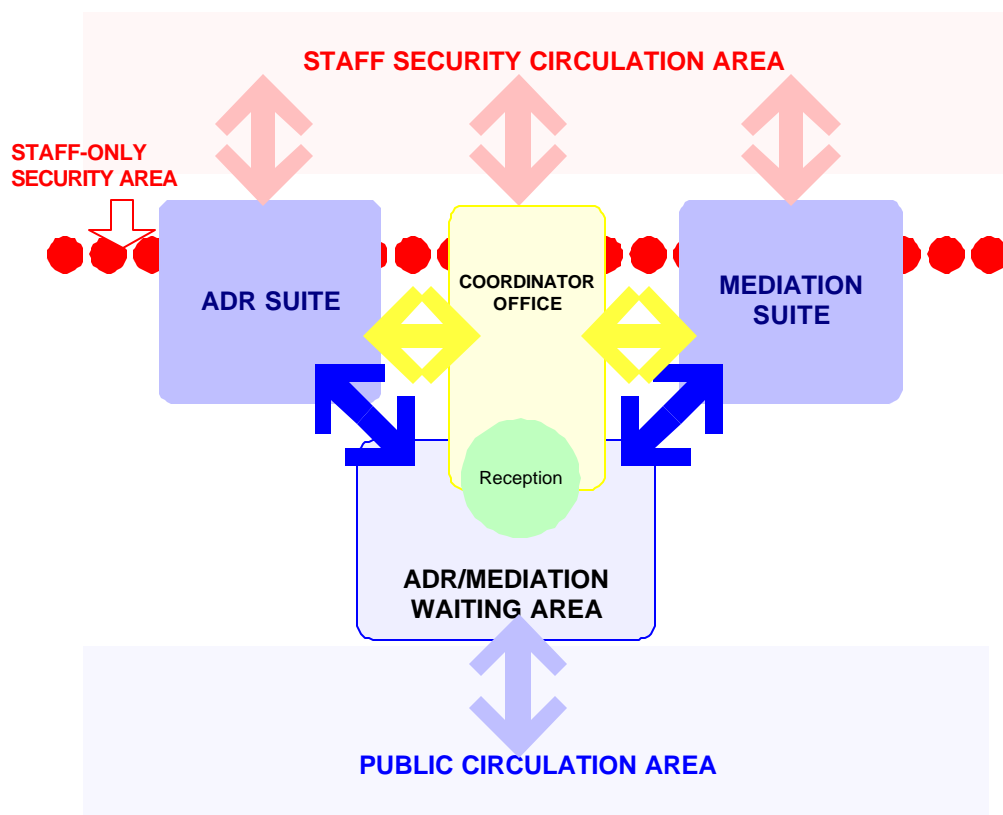 STAFF SECURITY CIRCULATION AREA
STAFF-ONLY
SECURITY AREA
ADR SUITE
COORDINATOR
OFFICE
MEDIATION
SUITE
Reception
ADR/MEDIATION
WAITING AREA
PUBLIC CIRCULATION AREA